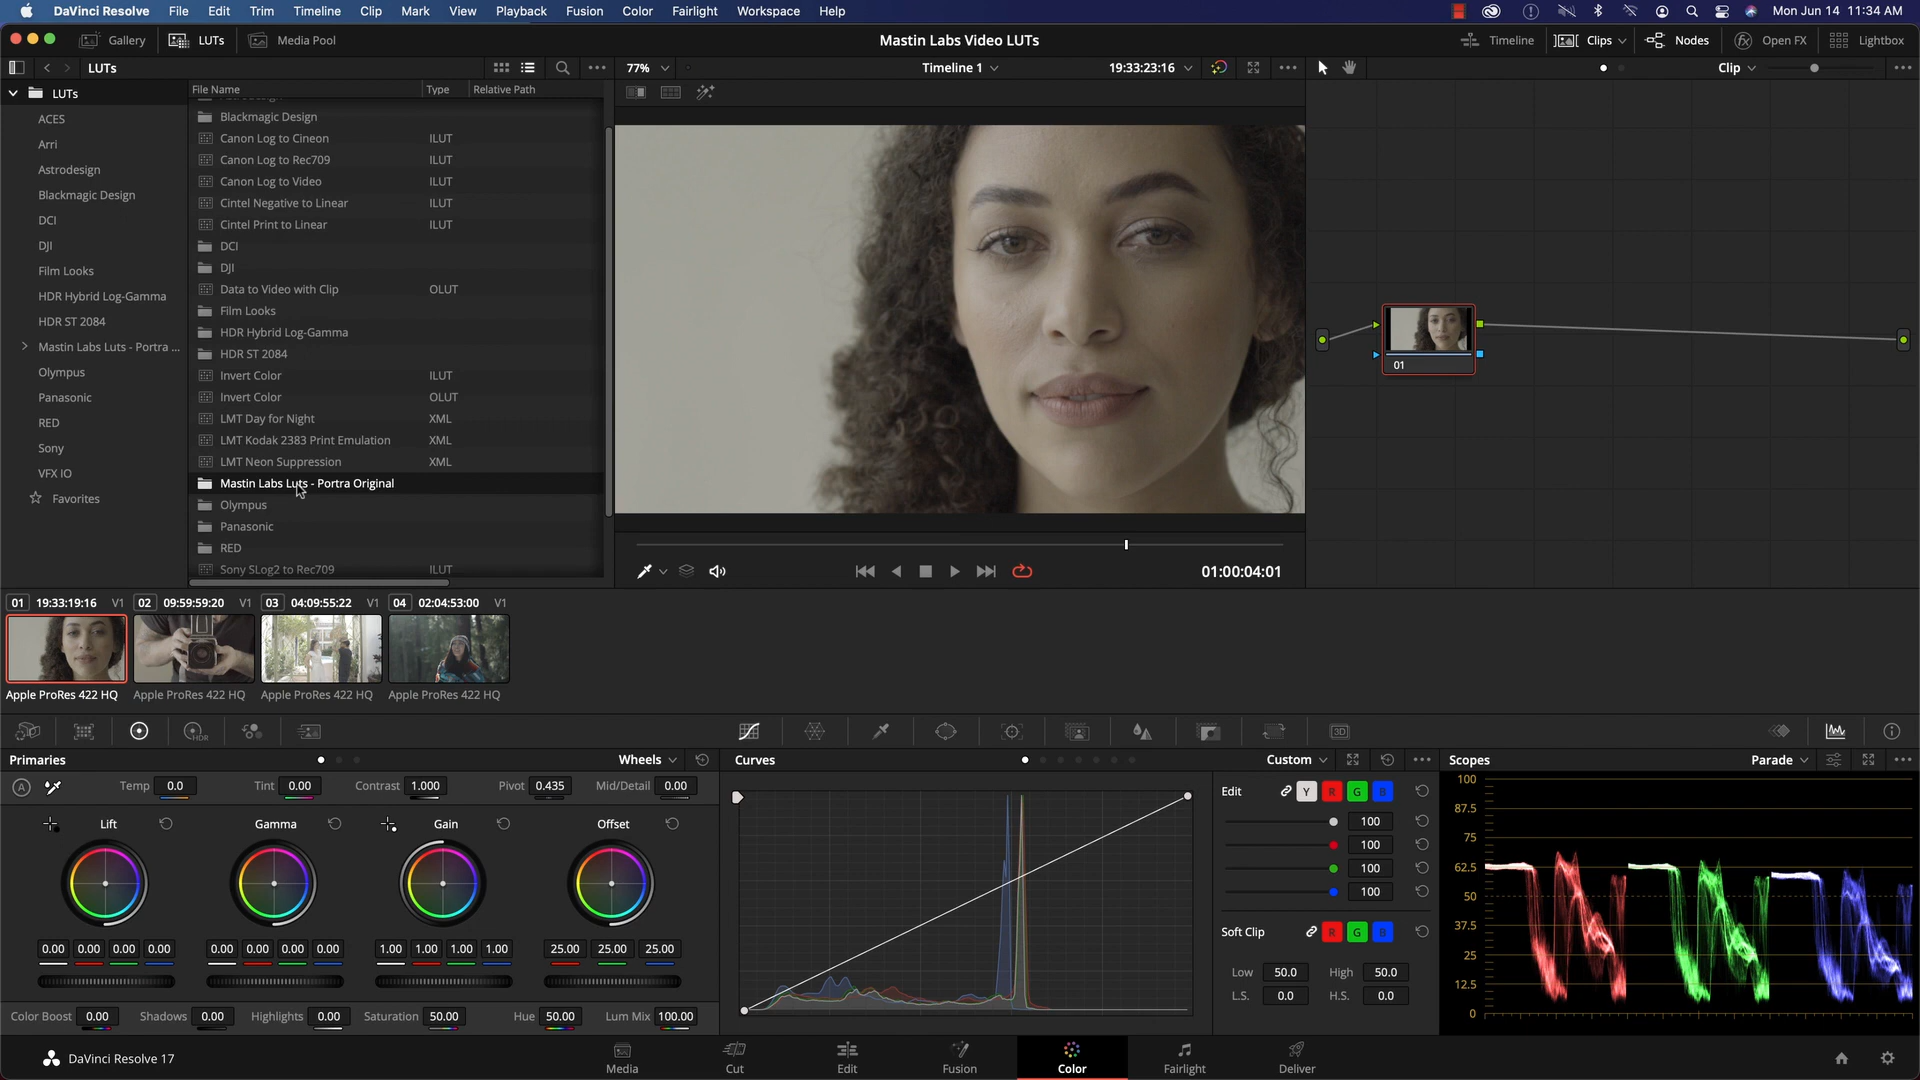 DaVinci Resolve File Edit Trim Timeline Clip Mark View Playback Fusion Color Fairlight Workspace Help Mon Jun 14 11:34 AM
Gallery LUTs Media Pool Mastin Labs Video LUTs Timeline Clips Nodes Open FX Lightbox
LUTs 77% Timeline 1 19:33:23:16 Clip
LUTs
ACES
Arri
Astrodesign
Blackmagic Design
DCI
DJI
Film Looks
HDR Hybrid Log-Gamma
HDR ST 2084
Mastin Labs Luts - Portra ...
Olympus
Panasonic
RED
Sony
VFX IO
Favorites
File Name Type Relative Path
Blackmagic Design
Canon Log to Cineon ILUT
Canon Log to Rec709 ILUT
Canon Log to Video ILUT
Cintel Negative to Linear ILUT
Cintel Print to Linear ILUT
DCI
DJI
Data to Video with Clip OLUT
Film Looks
HDR Hybrid Log-Gamma
HDR ST 2084
Invert Color ILUT
Invert Color OLUT
LMT Day for Night XML
LMT Kodak 2383 Print Emulation XML
LMT Neon Suppression XML
Mastin Labs Luts - Portra Original
Olympus
Panasonic
RED
Sony SLog2 to Rec709 ILUT
01:00:04:01
01
01 19:33:19:16 V1 02 09:59:59:20 V1 03 04:09:55:22 V1 04 02:04:53:00 V1
Apple ProRes 422 HQ Apple ProRes 422 HQ Apple ProRes 422 HQ Apple ProRes 422 HQ
HDR 3D
Primaries Wheels
A Temp 0.0 Tint 0.00 Contrast 1.000 Pivot 0.435 Mid/Detail 0.00
Lift Gamma Gain Offset
0.00 0.00 0.00 0.00 0.00 0.00 0.00 0.00 1.00 1.00 1.00 1.00 25.00 25.00 25.00
Color Boost 0.00 Shadows 0.00 Highlights 0.00 Saturation 50.00 Hue 50.00 Lum Mix 100.00
Curves Custom
Edit Y R G B
100
100
100
100
Soft Clip R G B
Low 50.0 High 50.0
L.S. 0.0 H.S. 0.0
Scopes Parade
100
87.5
75
62.5
50
37.5
25
12.5
0
DaVinci Resolve 17 Media Cut Edit Fusion Color Fairlight Deliver